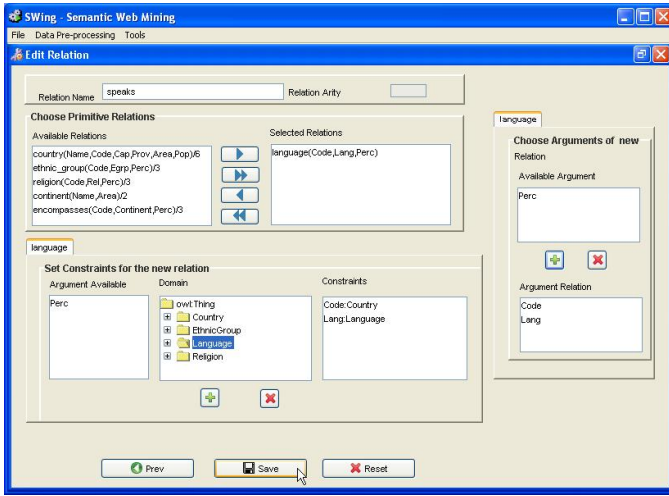 SWing - Semantic Web Mining
File Data Pre-processing Tools
Edit Relation
Relation Name speaks Relation Arity
Choose Primitive Relations
Available Relations
country(Name,Code,Cap,Prov,Area,Pop)/6
ethnic_group(Code,Egrp,Perc)/3
religion(Code,Rel,Perc)/3
continent(Name,Area)/2
encompasses(Code,Continent,Perc)/3
Selected Relations
language(Code,Lang,Perc)
language
Set Constraints for the new relation
Argument Available
Perc
Domain
owl:Thing
Country
EthnicGroup
Language
Religion
Constraints
Code:Country
Lang:Language
language
Choose Arguments of new
Relation
Available Argument
Perc
Argument Relation
Code
Lang
Prev Save Reset